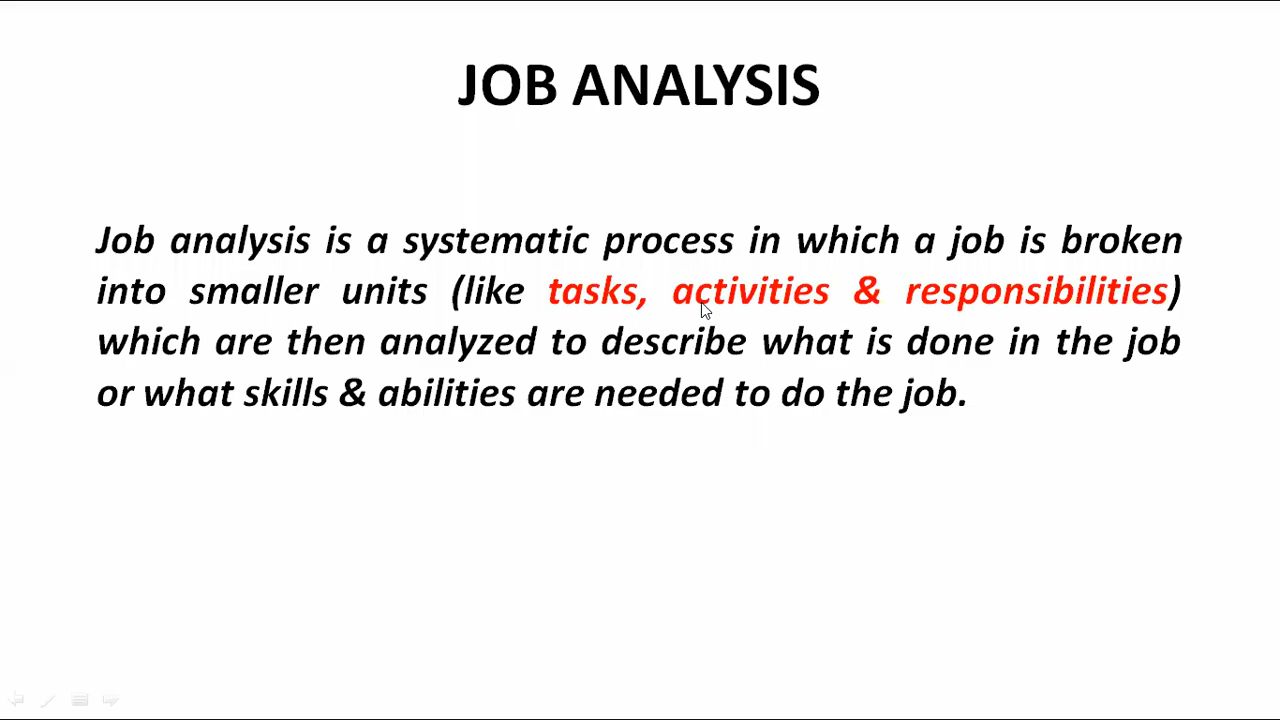 JOB ANALYSIS
Job analysis is a systematic process in which a job is broken
into smaller units (like tasks, activities & responsibilities)
which are then analyzed to describe what is done in the job
or what skills & abilities are needed to do the job.